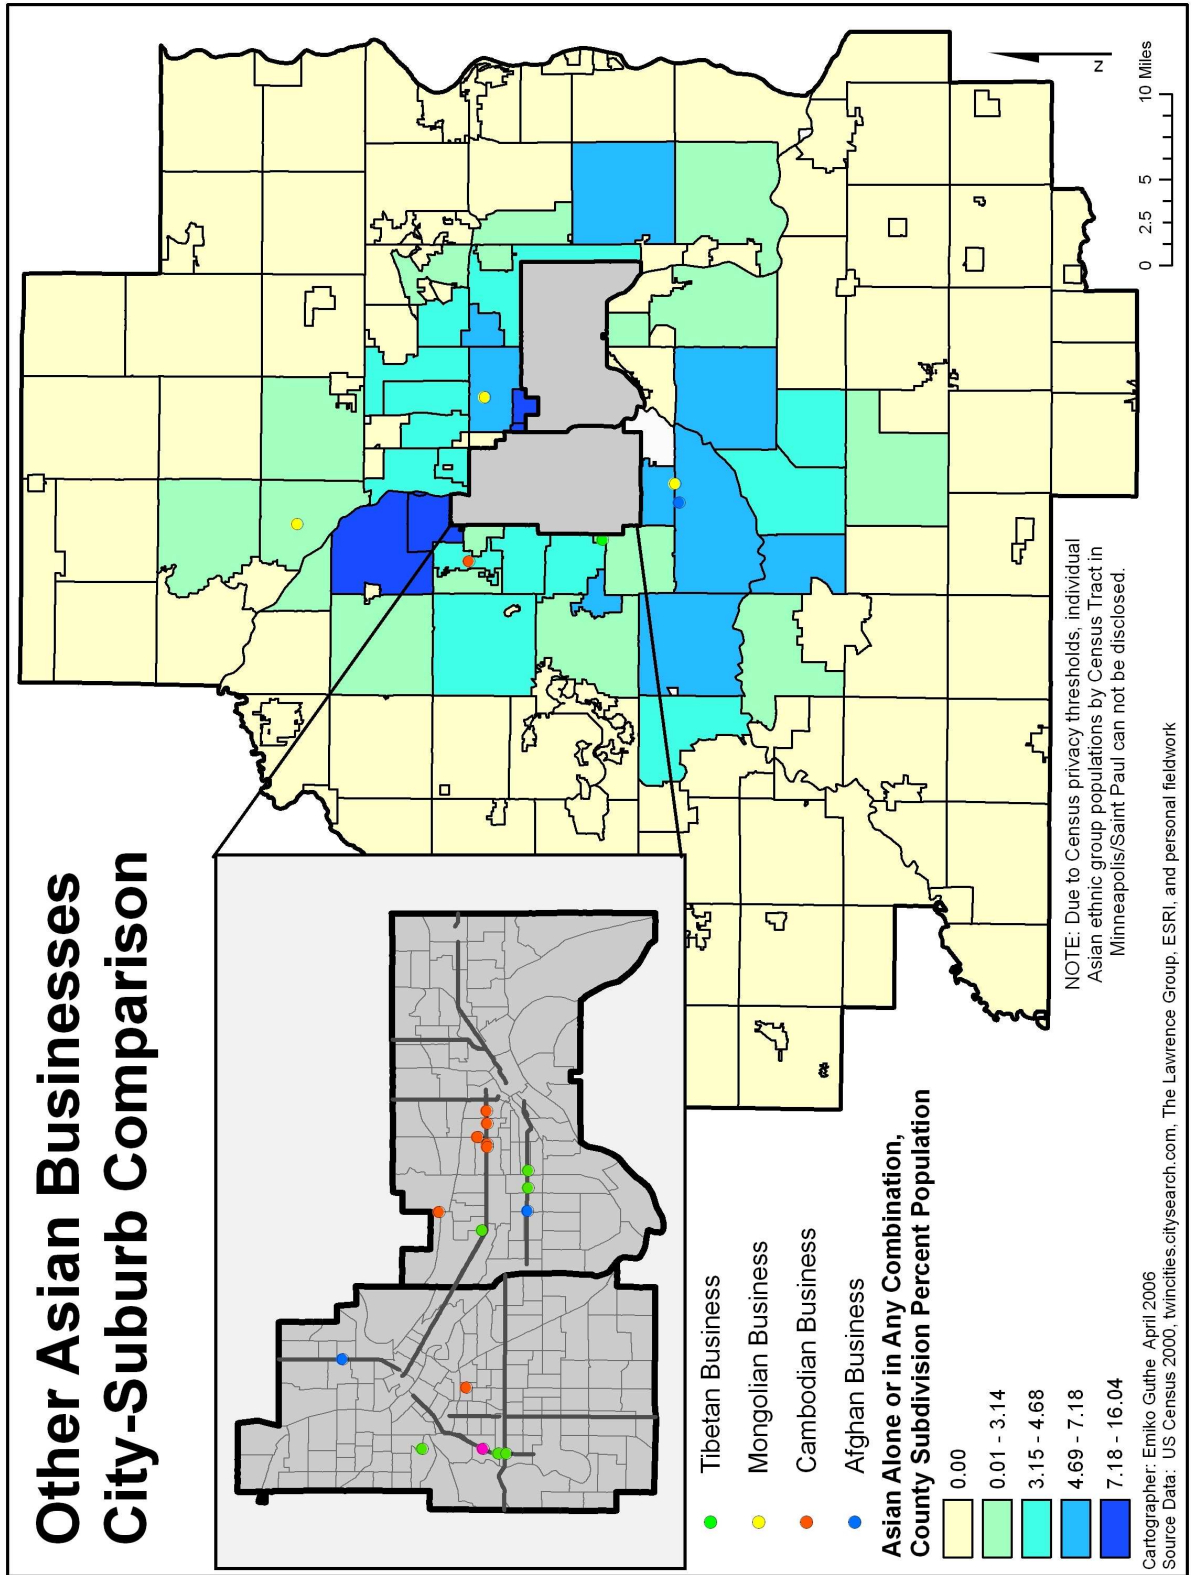 Other Asian Businesses
City-Suburb Comparison
Tibetan Business
Mongolian Business
Cambodian Business
Afghan Business
Asian Alone or in Any Combination,
County Subdivision Percent Population
0.00
0.01 - 3.14
3.15 - 4.68
4.69 - 7.18
7.18 - 16.04
NOTE: Due to Census privacy thresholds, individual
Asian ethnic group populations by Census Tract in
Minneapolis/Saint Paul can not be disclosed.
N
0 2.5 5 10 Miles
Cartographer: Emiko Guthe April 2006
Source Data: US Census 2000, twincities.citysearch.com, The Lawrence Group, ESRI, and personal fieldwork